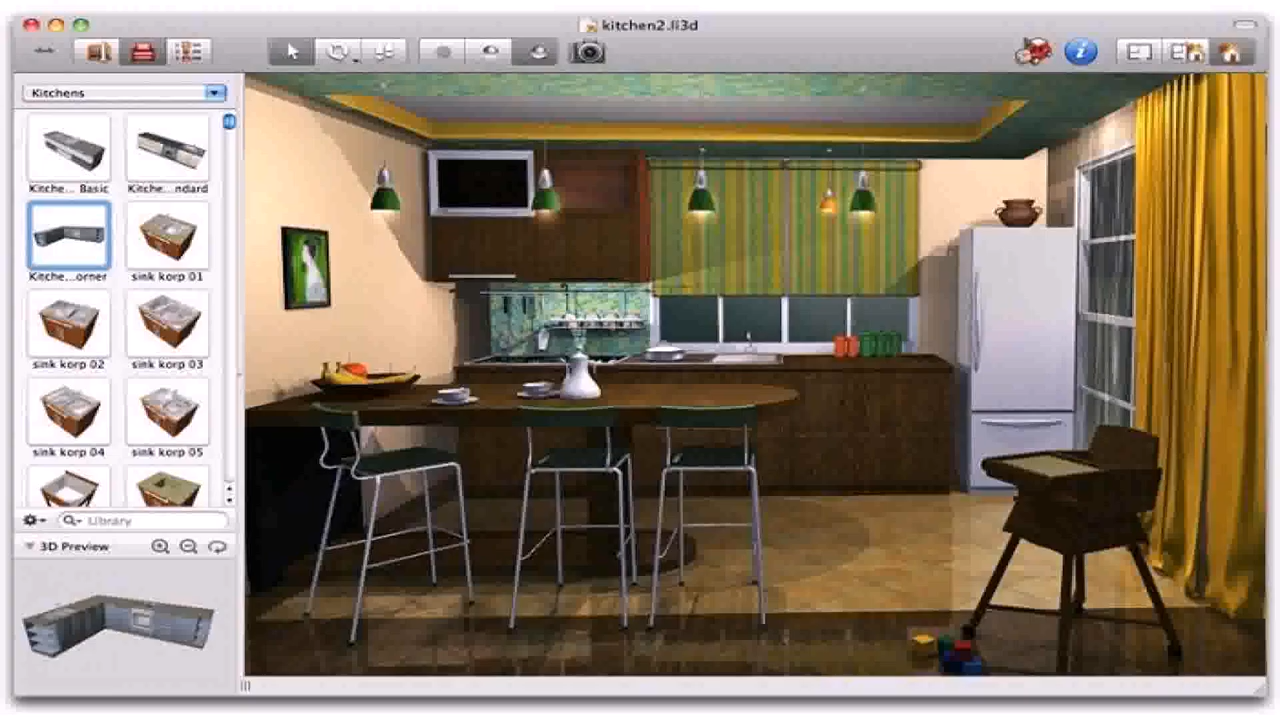 kitchen2.li3d
Kitchens
Kitche... Basic
Kitche...ndard
Kitche...orner
sink korp 01
sink korp 02
sink korp 03
sink korp 04
sink korp 05
Library
3D Preview